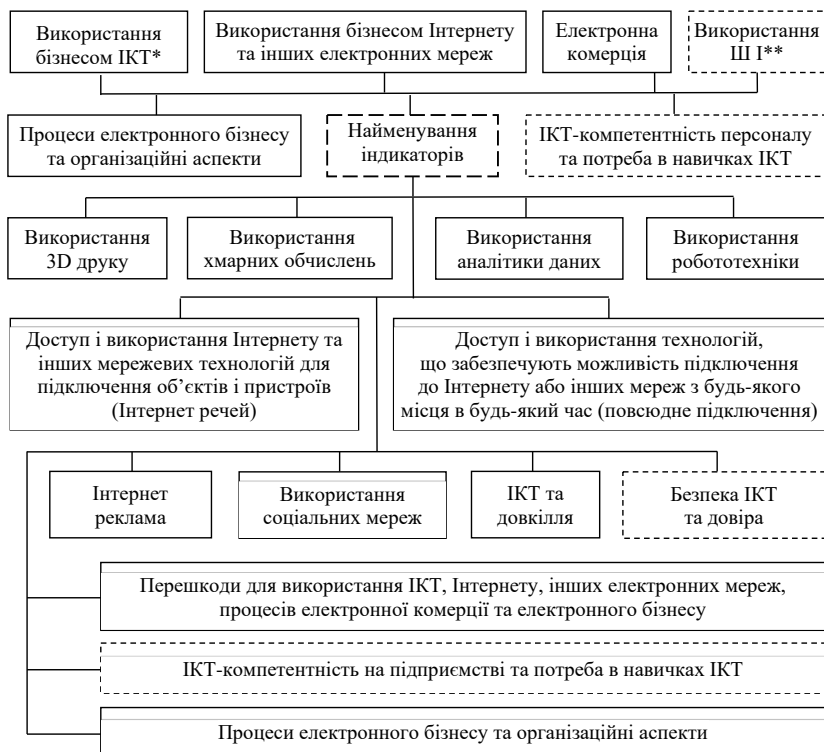 Використання
бізнесом ІКТ*
Використання бізнесом Інтернету
та інших електронних мереж
Електронна
комерція
Використання
Ш І**
Процеси електронного бізнесу
та організаційні аспекти
Найменування
індикаторів
ІКТ-компетентність персоналу
та потреба в навичках ІКТ
Використання
3D друку
Використання
хмарних обчислень
Використання
аналітики даних
Використання
робототехніки
Доступ і використання Інтернету та
інших мережевих технологій для
підключення об’єктів і пристроїв
(Інтернет речей)
Доступ і використання технологій,
що забезпечують можливість підключення
до Інтернету або інших мереж з будь-якого
місця в будь-який час (повсюдне підключення)
Інтернет
реклама
Використання
соціальних мереж
ІКТ та
довкілля
Безпека ІКТ
та довіра
Перешкоди для використання ІКТ, Інтернету, інших електронних мереж,
процесів електронної комерції та електронного бізнесу
ІКТ-компетентність на підприємстві та потреба в навичках ІКТ
Процеси електронного бізнесу та організаційні аспекти